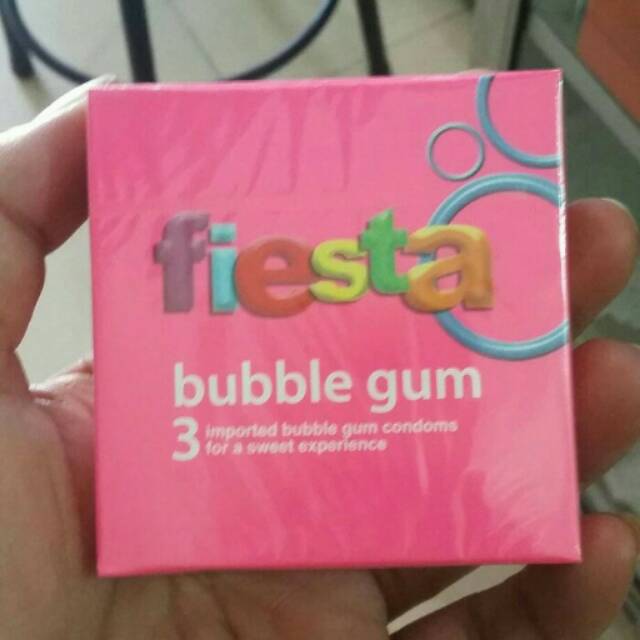 fiesta
bubble gum
3 imported bubble gum condoms
for a sweet experience